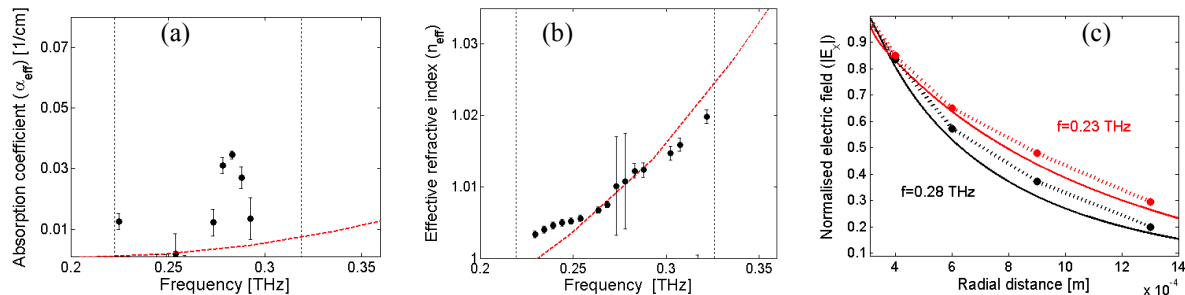 (a)
Absorption coefficient (α_eff) [1/cm]
0.07
0.05
0.03
0.01
0.2
0.25
0.3
0.35
Frequency [THz]
(b)
Effective refractive index (n_eff)
1.03
1.02
1.01
1
0.2
0.25
0.3
0.35
Frequency [THz]
(c)
Normalised electric field (|E_x|)
0.9
0.8
0.7
0.6
0.5
0.4
0.3
0.2
0.1
f=0.23 THz
f=0.28 THz
4
6
8
10
12
14
Radial distance [m]
x 10⁻⁴